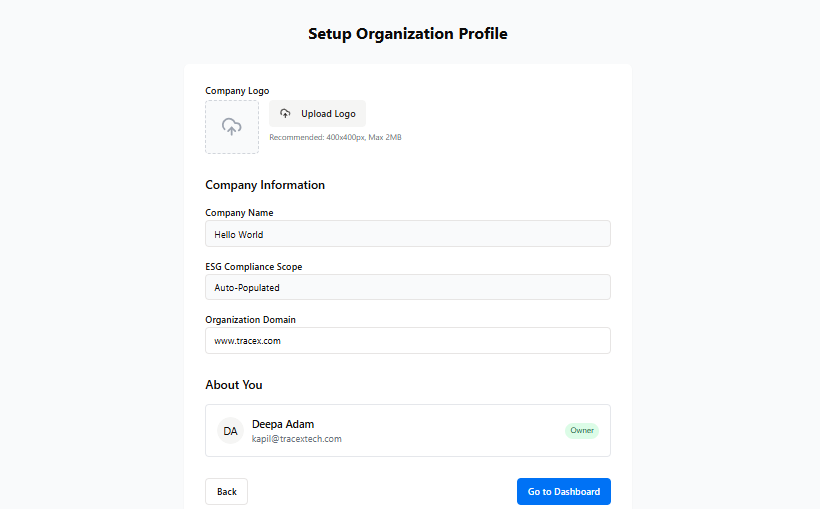 Setup Organization Profile
Company Logo
Upload Logo
Recommended: 400x400px, Max 2MB
Company Information
Company Name
Hello World
ESG Compliance Scope
Auto-Populated
Organization Domain
www.tracex.com
About You
DA
Deepa Adam
Owner
kapil@tracextech.com
Back
Go to Dashboard